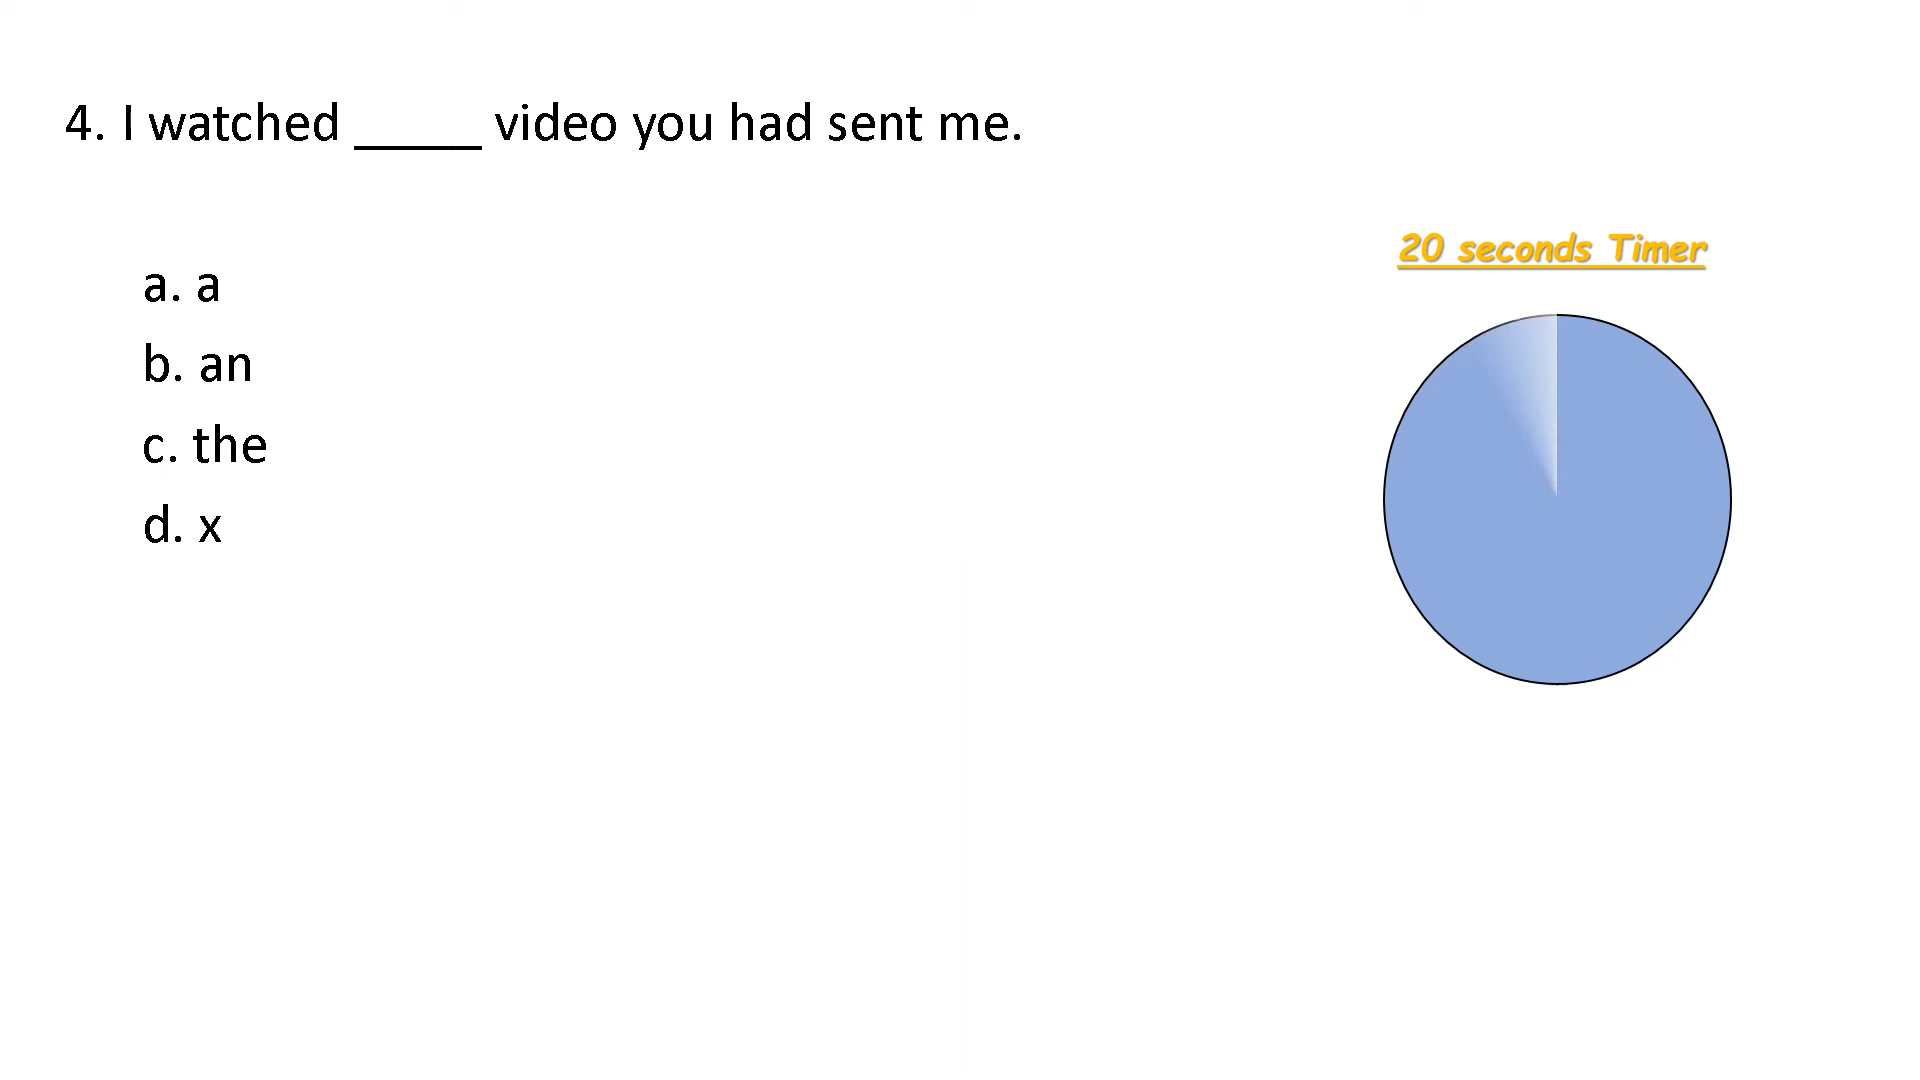 4. I watched _____ video you had sent me.
20 seconds Timer
a. a
b. an
c. the
d. x